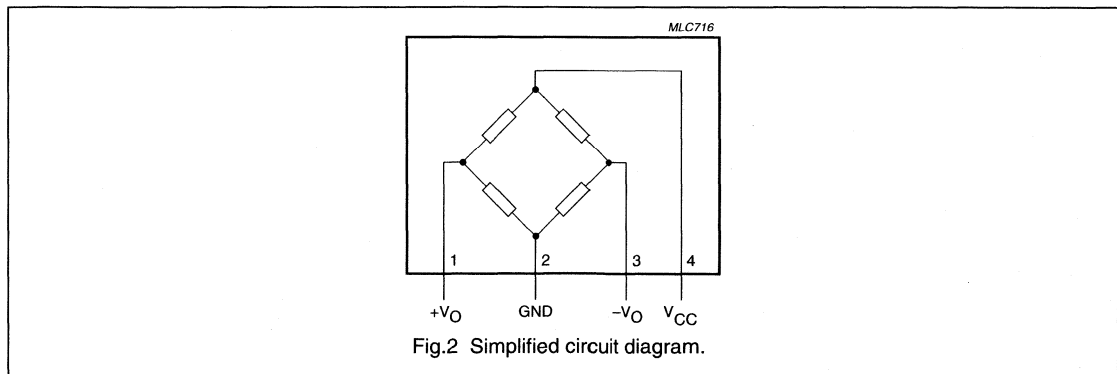 MLC716
1 2 3 4
+VO GND −VO VCC
Fig.2 Simplified circuit diagram.